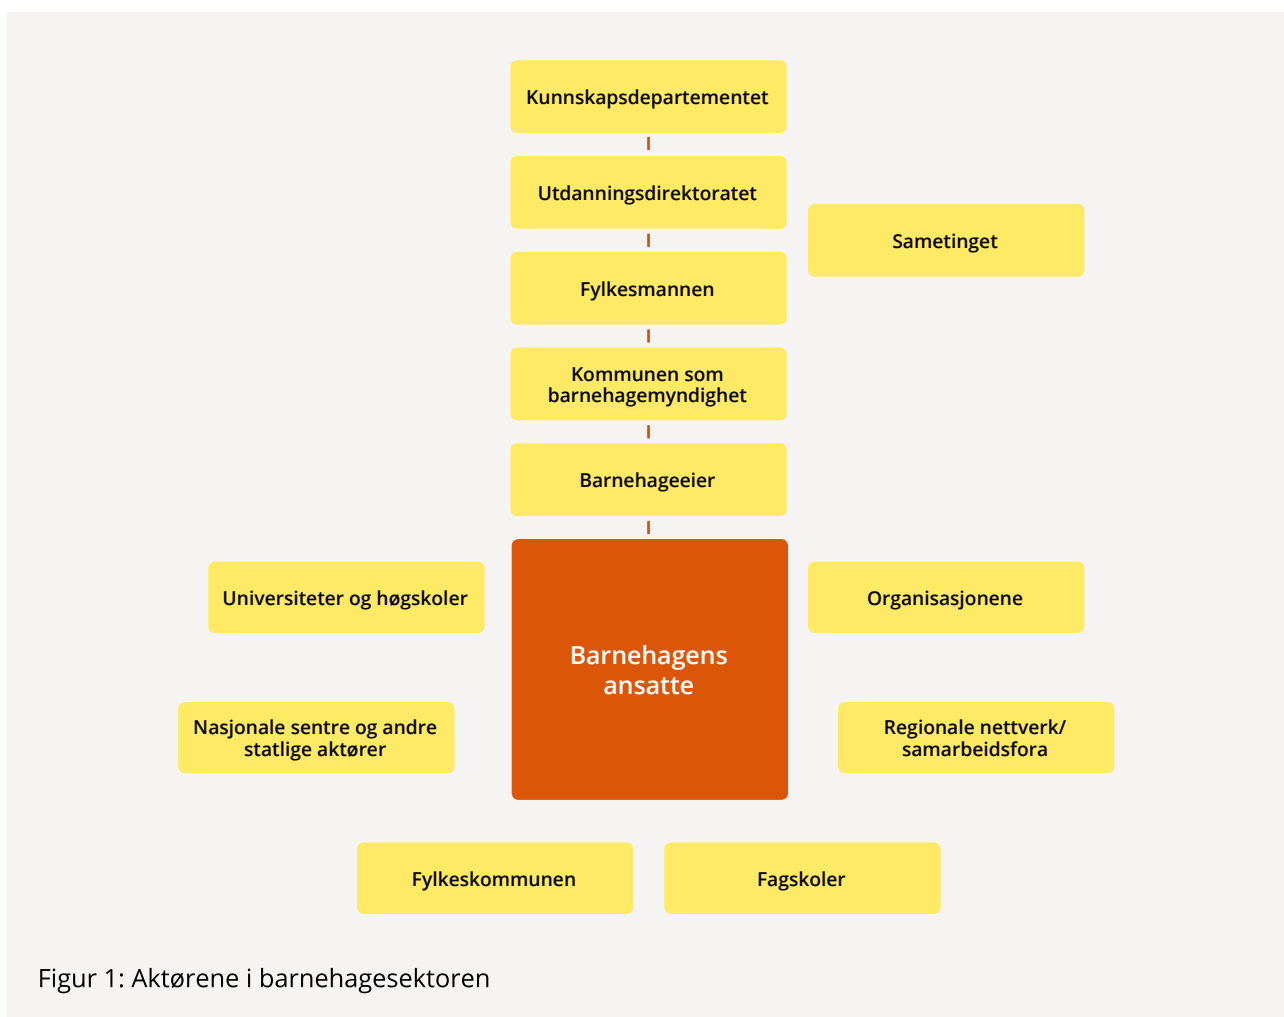 Kunnskapsdepartementet
Utdanningsdirektoratet
Sametinget
Fylkesmannen
Kommunen som
barnehagemyndighet
Barnehageeier
Universiteter og høgskoler
Organisasjonene
Barnehagens
ansatte
Nasjonale sentre og andre
statlige aktører
Regionale nettverk/
samarbeidsfora
Fylkeskommunen
Fagskoler
Figur 1: Aktørene i barnehagesektoren